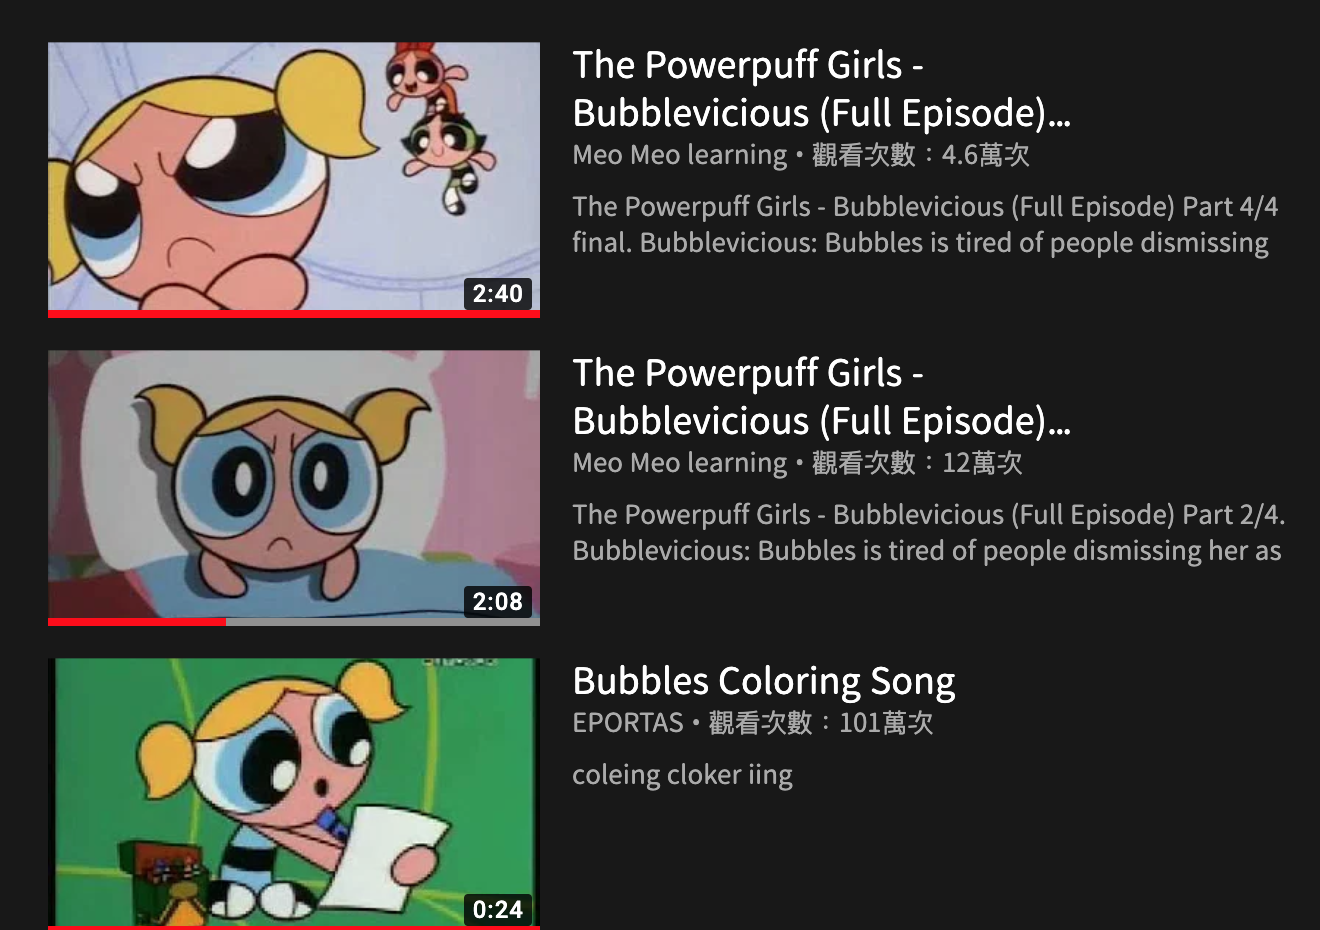 The Powerpuff Girls -
Bubblevicious (Full Episode)...
Meo Meo learning • 觀看次數：4.6萬次
The Powerpuff Girls - Bubblevicious (Full Episode) Part 4/4
final. Bubblevicious: Bubbles is tired of people dismissing
2:40
The Powerpuff Girls -
Bubblevicious (Full Episode)...
Meo Meo learning • 觀看次數：12萬次
The Powerpuff Girls - Bubblevicious (Full Episode) Part 2/4.
Bubblevicious: Bubbles is tired of people dismissing her as
2:08
Bubbles Coloring Song
EPORTAS • 觀看次數：101萬次
coleing cloker iing
0:24